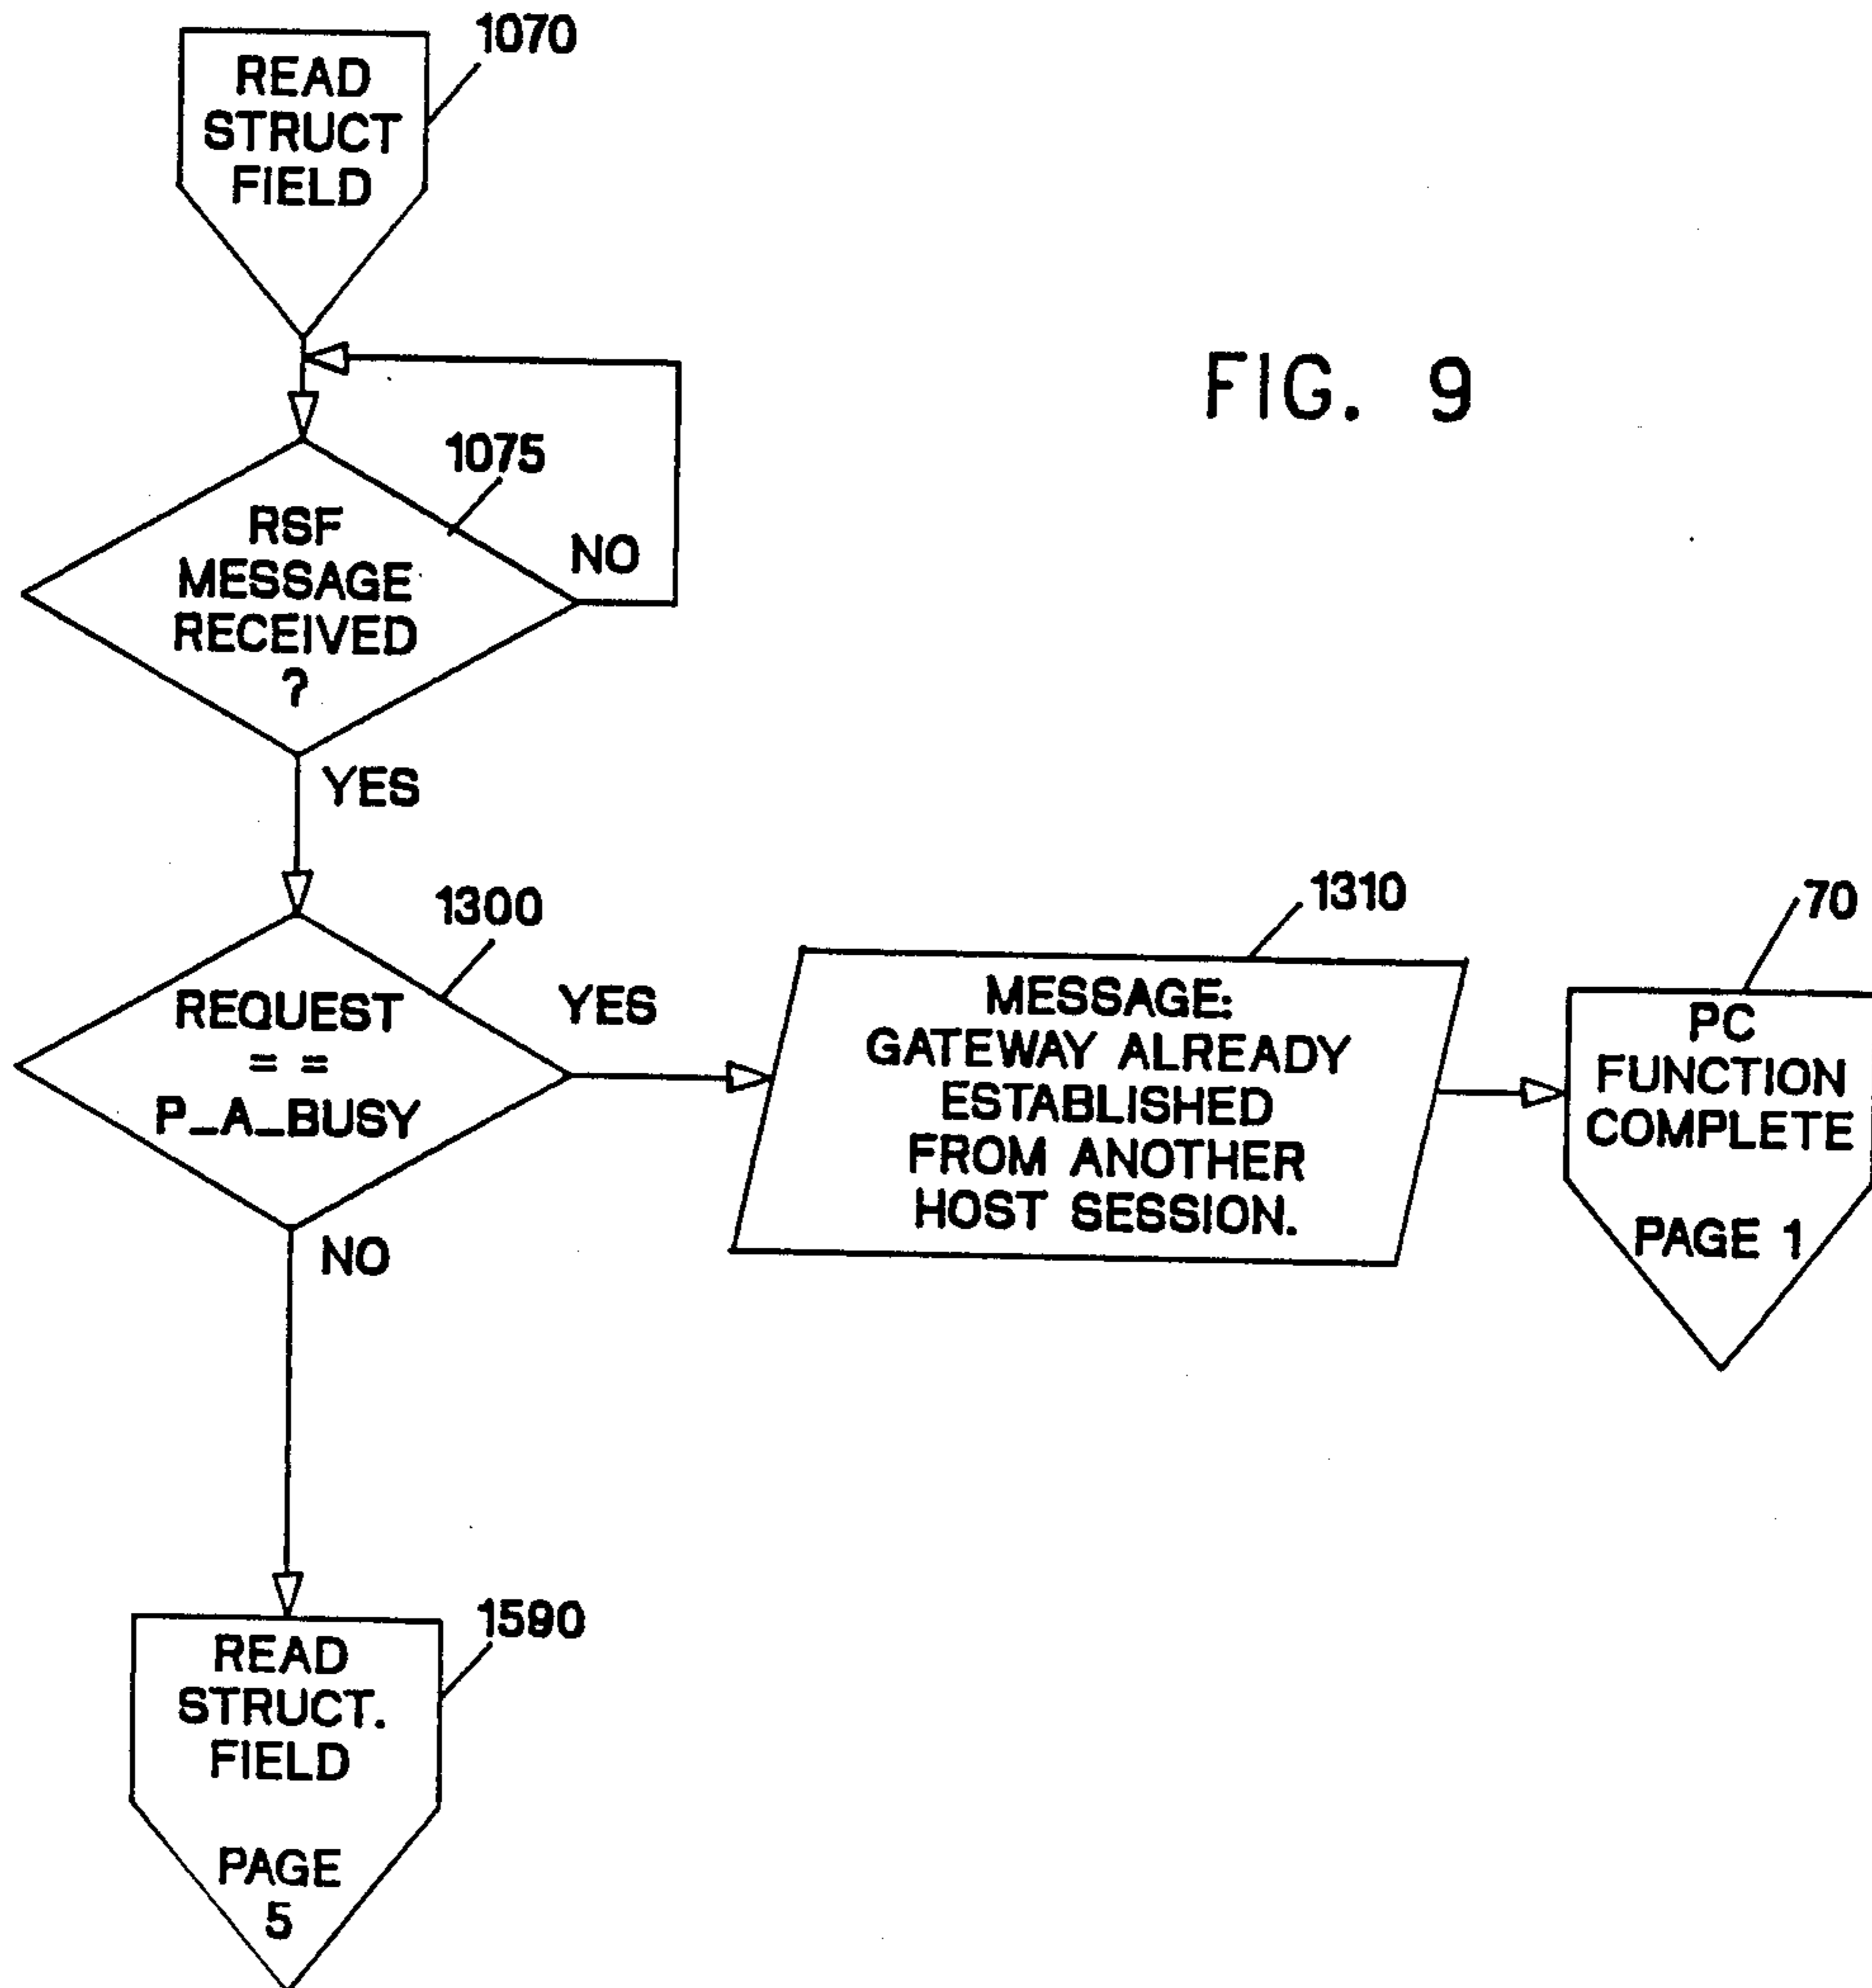 1070
READ
STRUCT
FIELD
FIG. 9
1075
RSF
MESSAGE
RECEIVED
?
NO
YES
1300
REQUEST
= =
P_A_BUSY
YES
NO
1310
MESSAGE:
GATEWAY ALREADY
ESTABLISHED
FROM ANOTHER
HOST SESSION.
70
PC
FUNCTION
COMPLETE
PAGE 1
1590
READ
STRUCT.
FIELD
PAGE
5